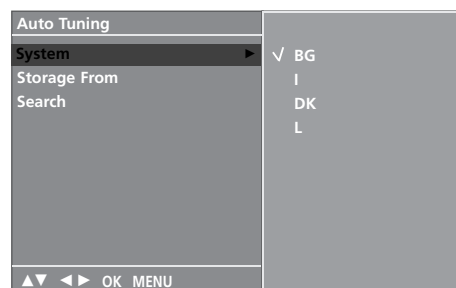 Auto Tuning
System ► √ BG
Storage From I
Search DK
L
▲▼ ◄► OK MENU